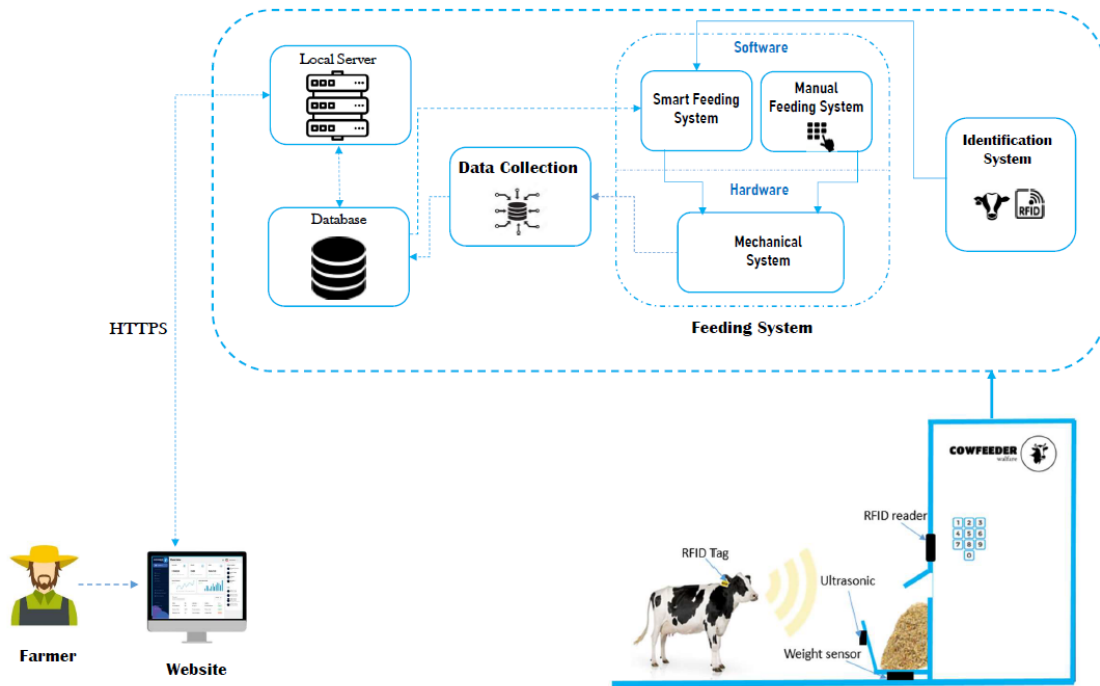 Local Server
Database
Data Collection
Software
Smart Feeding
System
Manual
Feeding System
Hardware
Mechanical
System
Feeding System
Identification
System
RFID
HTTPS
Farmer
Website
COWFEEDER
walfare
RFID reader
1 2 3
4 5 6
7 8 9
0
RFID Tag
Ultrasonic
Weight sensor